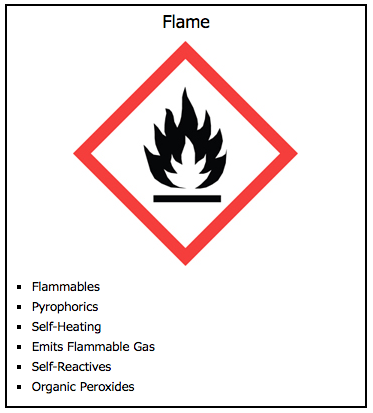 Flame
Flammables
Pyrophorics
Self-Heating
Emits Flammable Gas
Self-Reactives
Organic Peroxides